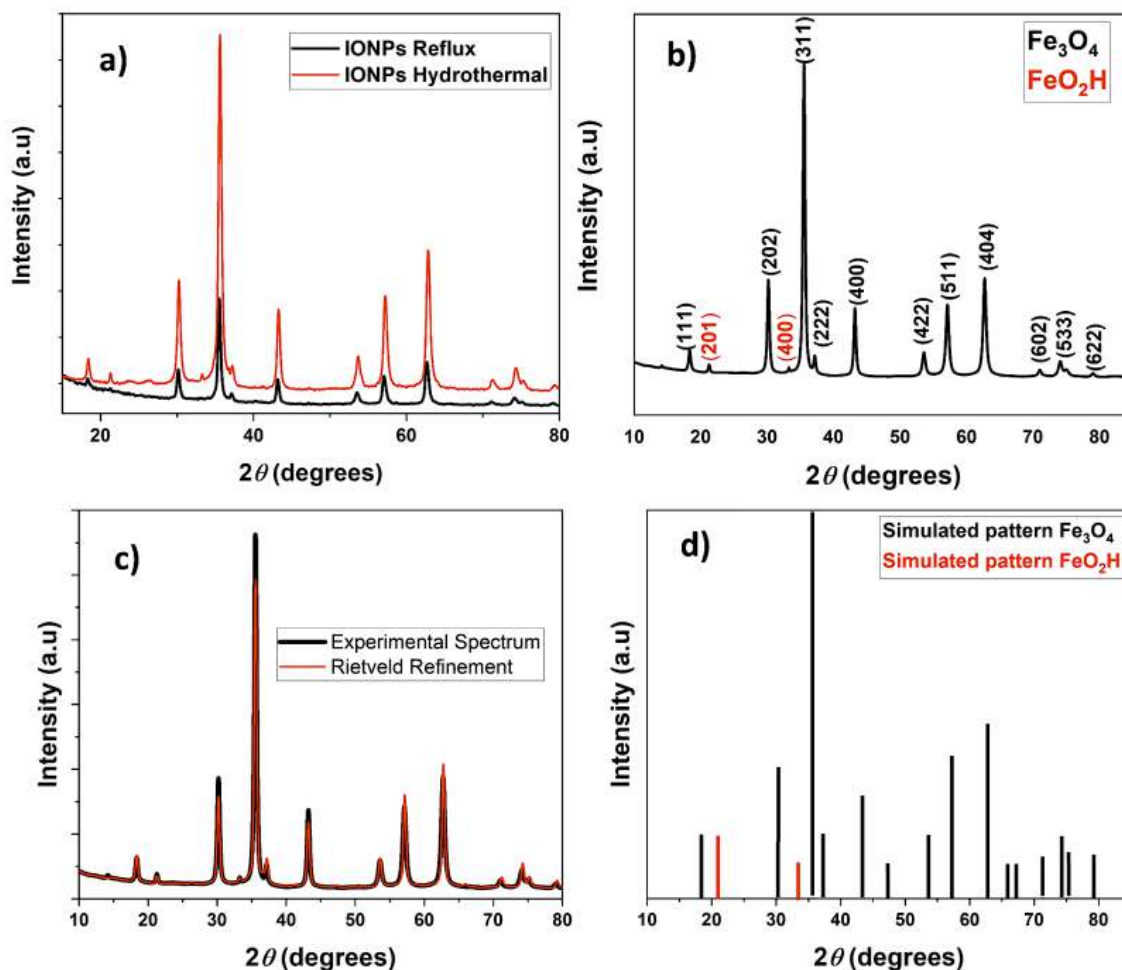 a)
IONPs Reflux
IONPs Hydrothermal
Intensity (a.u)
20 40 60 80
2θ (degrees)
b)
Fe₃O₄
FeO₂H
(111)
(201)
(202)
(400)
(311)
(222)
(400)
(422)
(511)
(404)
(602)
(533)
(622)
Intensity (a.u)
10 20 30 40 50 60 70 80
2θ (degrees)
c)
Experimental Spectrum
Rietveld Refinement
Intensity (a.u)
10 20 30 40 50 60 70 80
2θ (degrees)
d)
Simulated pattern Fe₃O₄
Simulated pattern FeO₂H
Intensity (a.u)
10 20 30 40 50 60 70 80
2θ (degrees)